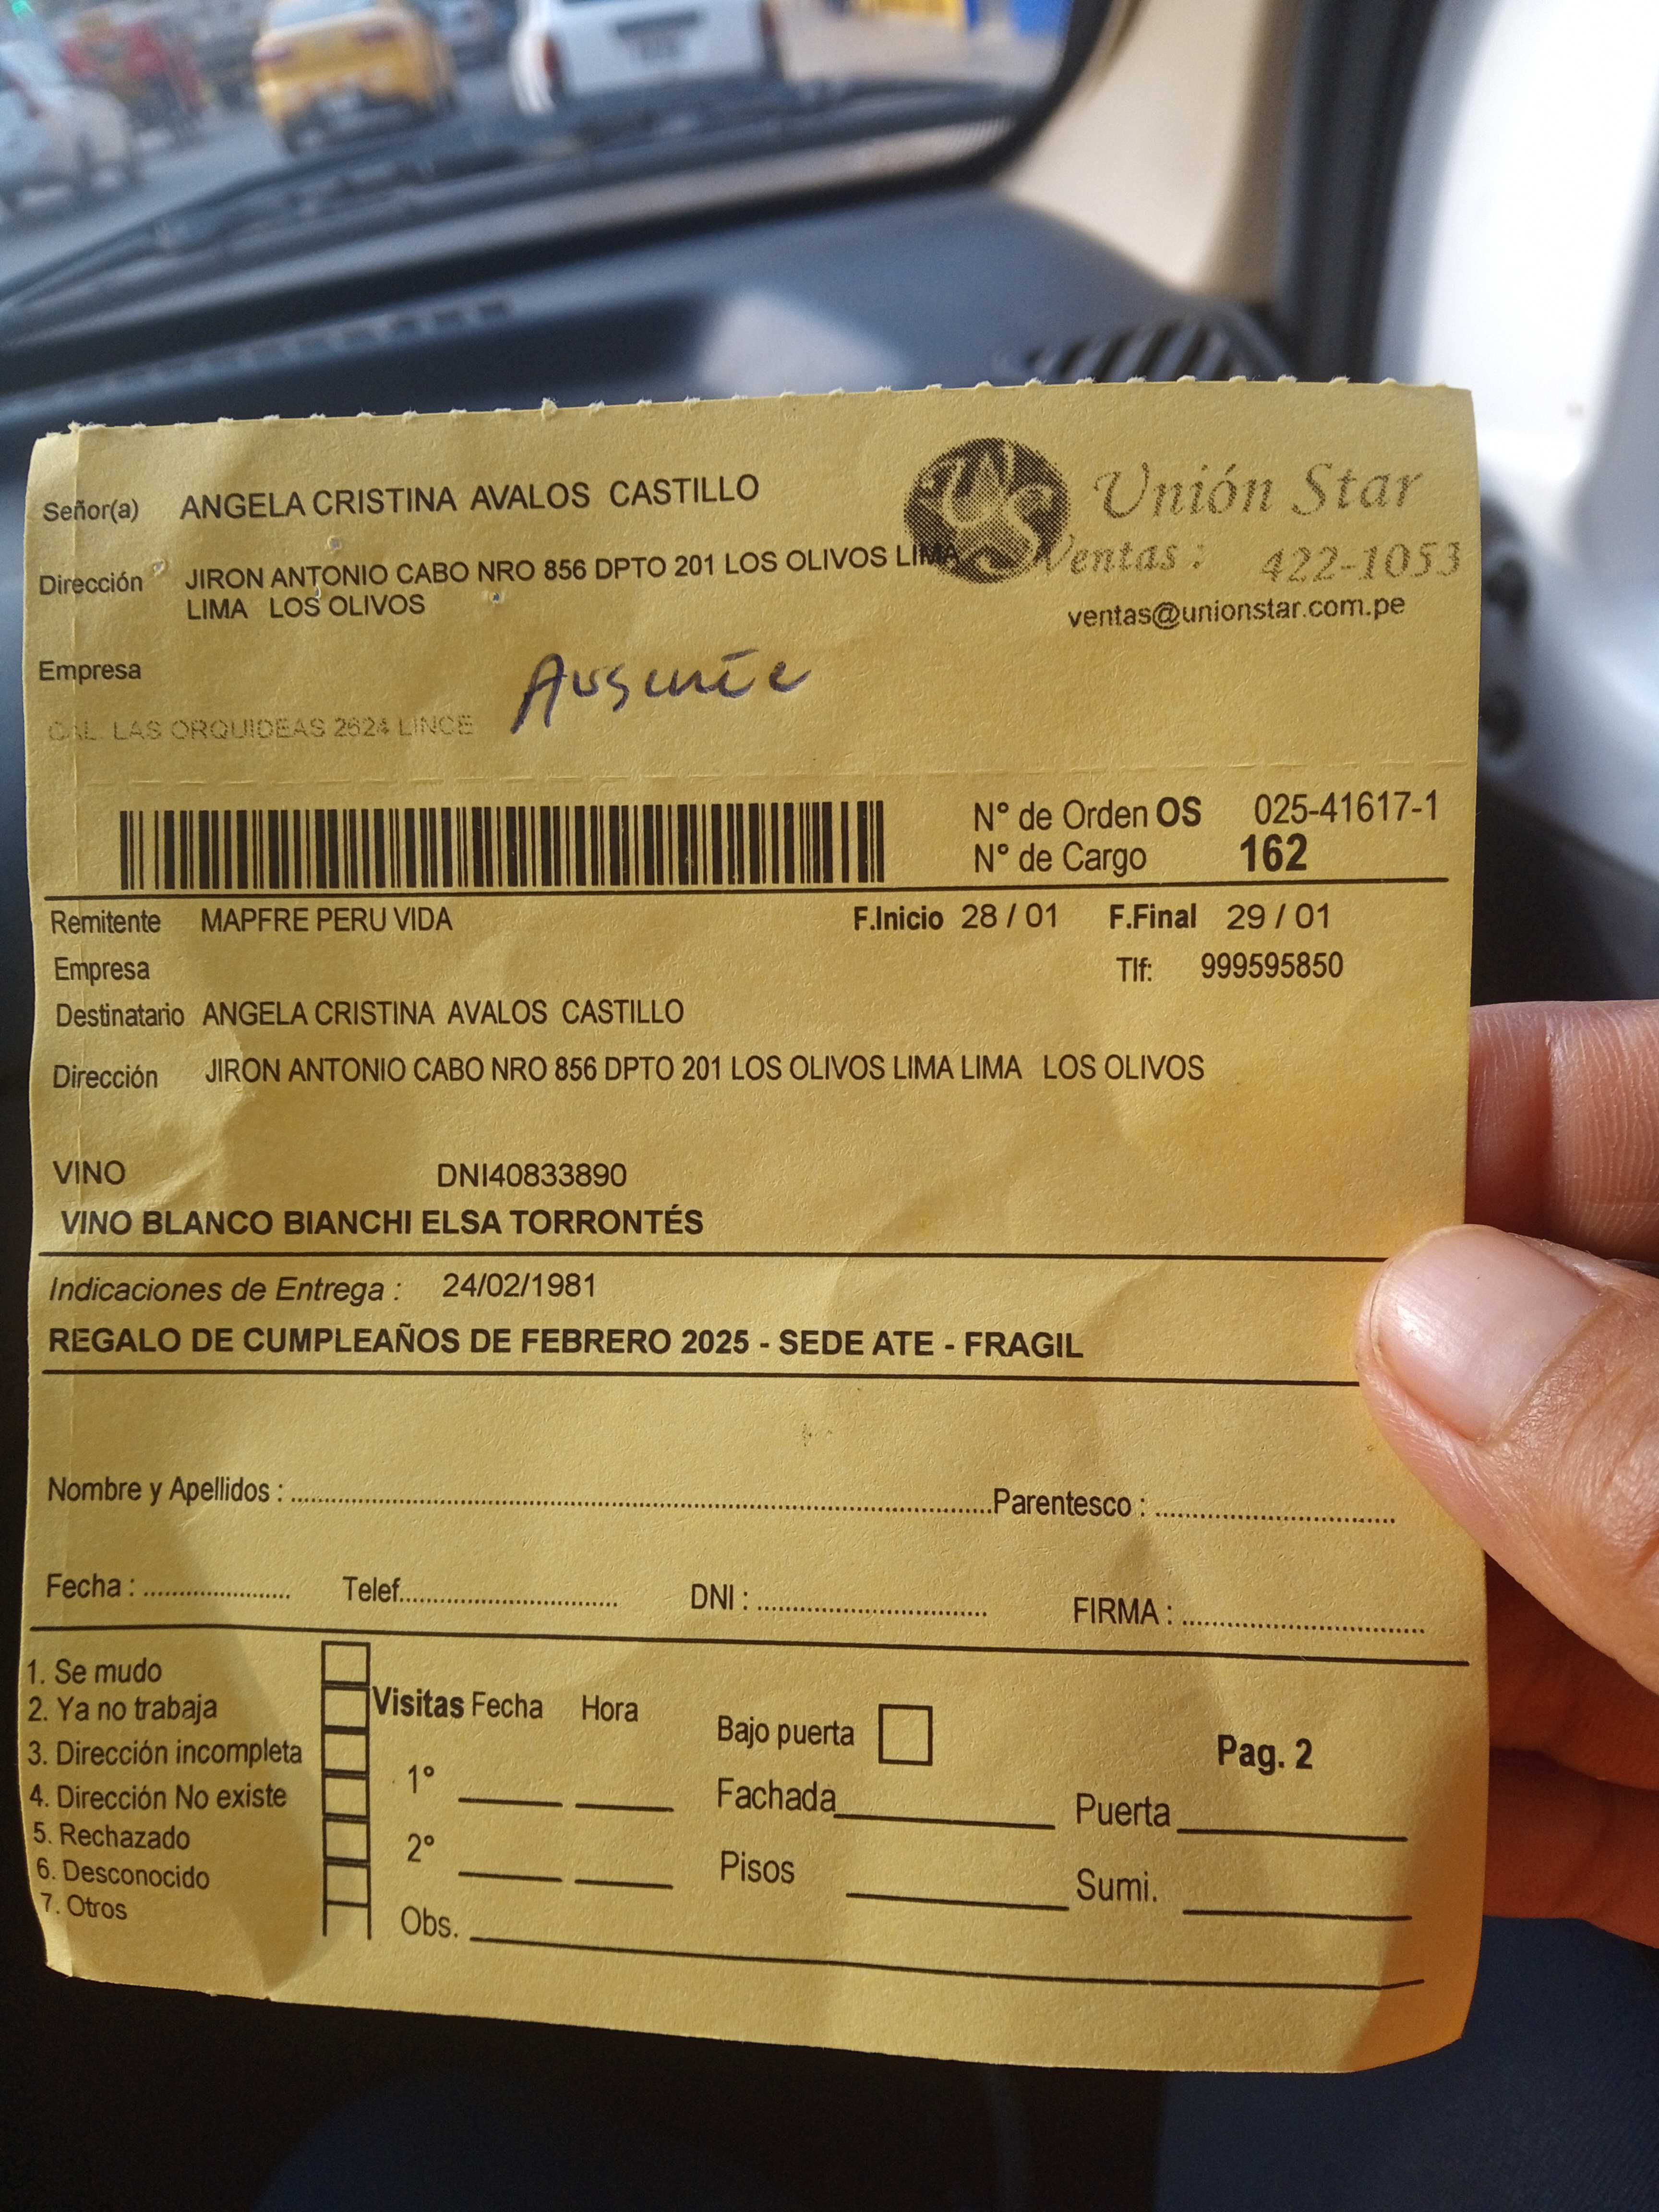 Señor(a) ANGELA CRISTINA AVALOS CASTILLO
Unión Star
Dirección JIRON ANTONIO CABO NRO 856 DPTO 201 LOS OLIVOS LIMA
LIMA LOS OLIVOS
Ventas : 422-1053
ventas@unionstar.com.pe
Empresa
Ausente
CAL. LAS ORQUIDEAS 2624 LINCE
N° de Orden OS 025-41617-1
N° de Cargo 162
Remitente MAPFRE PERU VIDA F.Inicio 28 / 01 F.Final 29 / 01
Empresa Tlf: 999595850
Destinatario ANGELA CRISTINA AVALOS CASTILLO
Dirección JIRON ANTONIO CABO NRO 856 DPTO 201 LOS OLIVOS LIMA LIMA LOS OLIVOS
VINO DNI40833890
VINO BLANCO BIANCHI ELSA TORRONTÉS
Indicaciones de Entrega : 24/02/1981
REGALO DE CUMPLEAÑOS DE FEBRERO 2025 - SEDE ATE - FRAGIL
Nombre y Apellidos : Parentesco :
Fecha : Telef. DNI : FIRMA :
1. Se mudo
2. Ya no trabaja
3. Dirección incompleta
4. Dirección No existe
5. Rechazado
6. Desconocido
7. Otros
Visitas Fecha Hora
1°
2°
Obs.
Bajo puerta
Pag. 2
Fachada Puerta
Pisos Sumi.